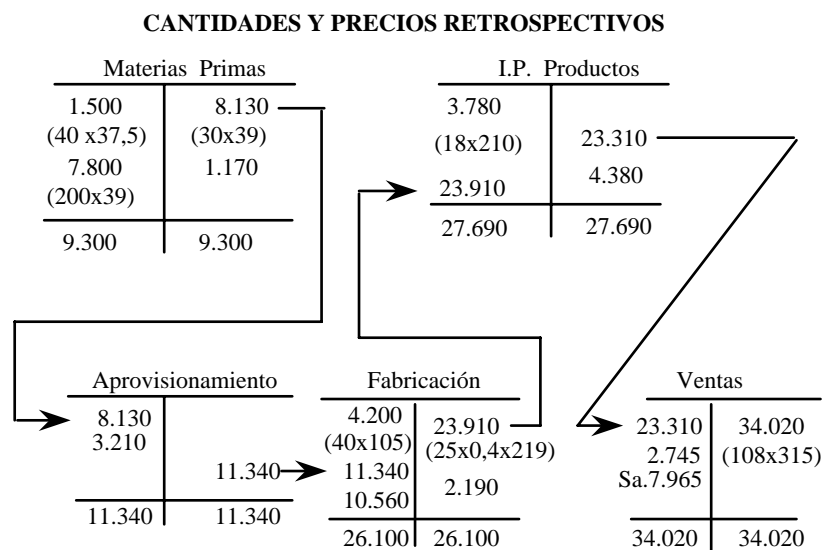 CANTIDADES Y PRECIOS RETROSPECTIVOS
Materias Primas
1.500 8.130
(40 x37,5) (30x39)
7.800 1.170
(200x39)
9.300 9.300
I.P. Productos
3.780
(18x210) 23.310
4.380
23.910
27.690 27.690
Aprovisionamiento
8.130
3.210
11.340
11.340 11.340
Fabricación
4.200 23.910
(40x105) (25x0,4x219)
11.340
2.190
10.560
26.100 26.100
Ventas
23.310 34.020
2.745 (108x315)
Sa.7.965
34.020 34.020